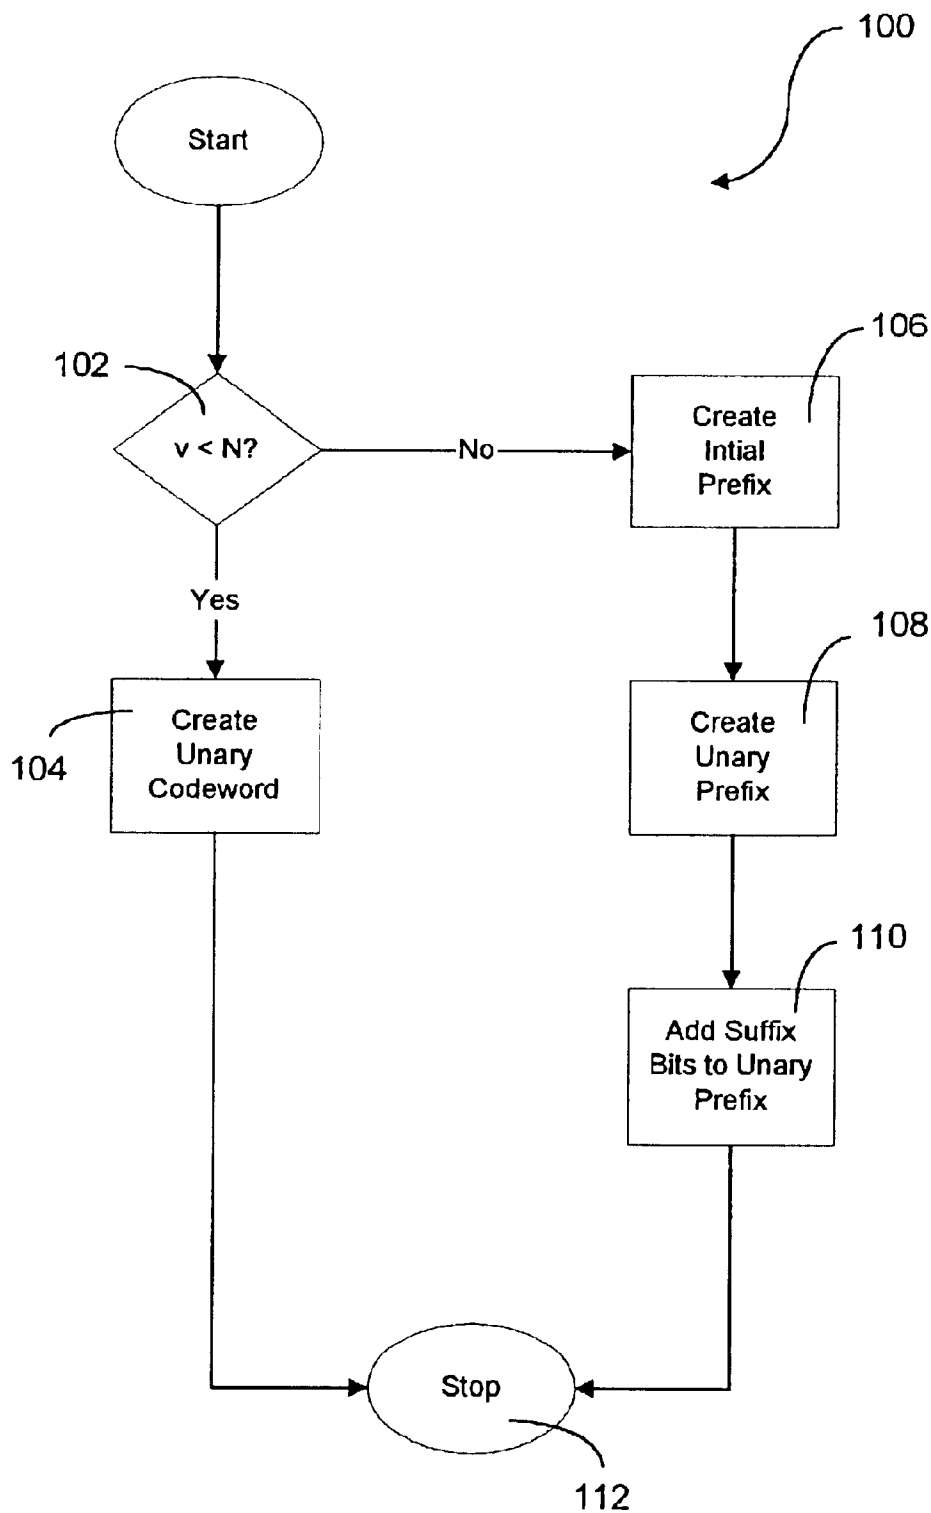 100
Start
102
v < N?
No
106
Create
Intial
Prefix
Yes
104
Create
Unary
Codeword
108
Create
Unary
Prefix
110
Add Suffix
Bits to Unary
Prefix
Stop
112